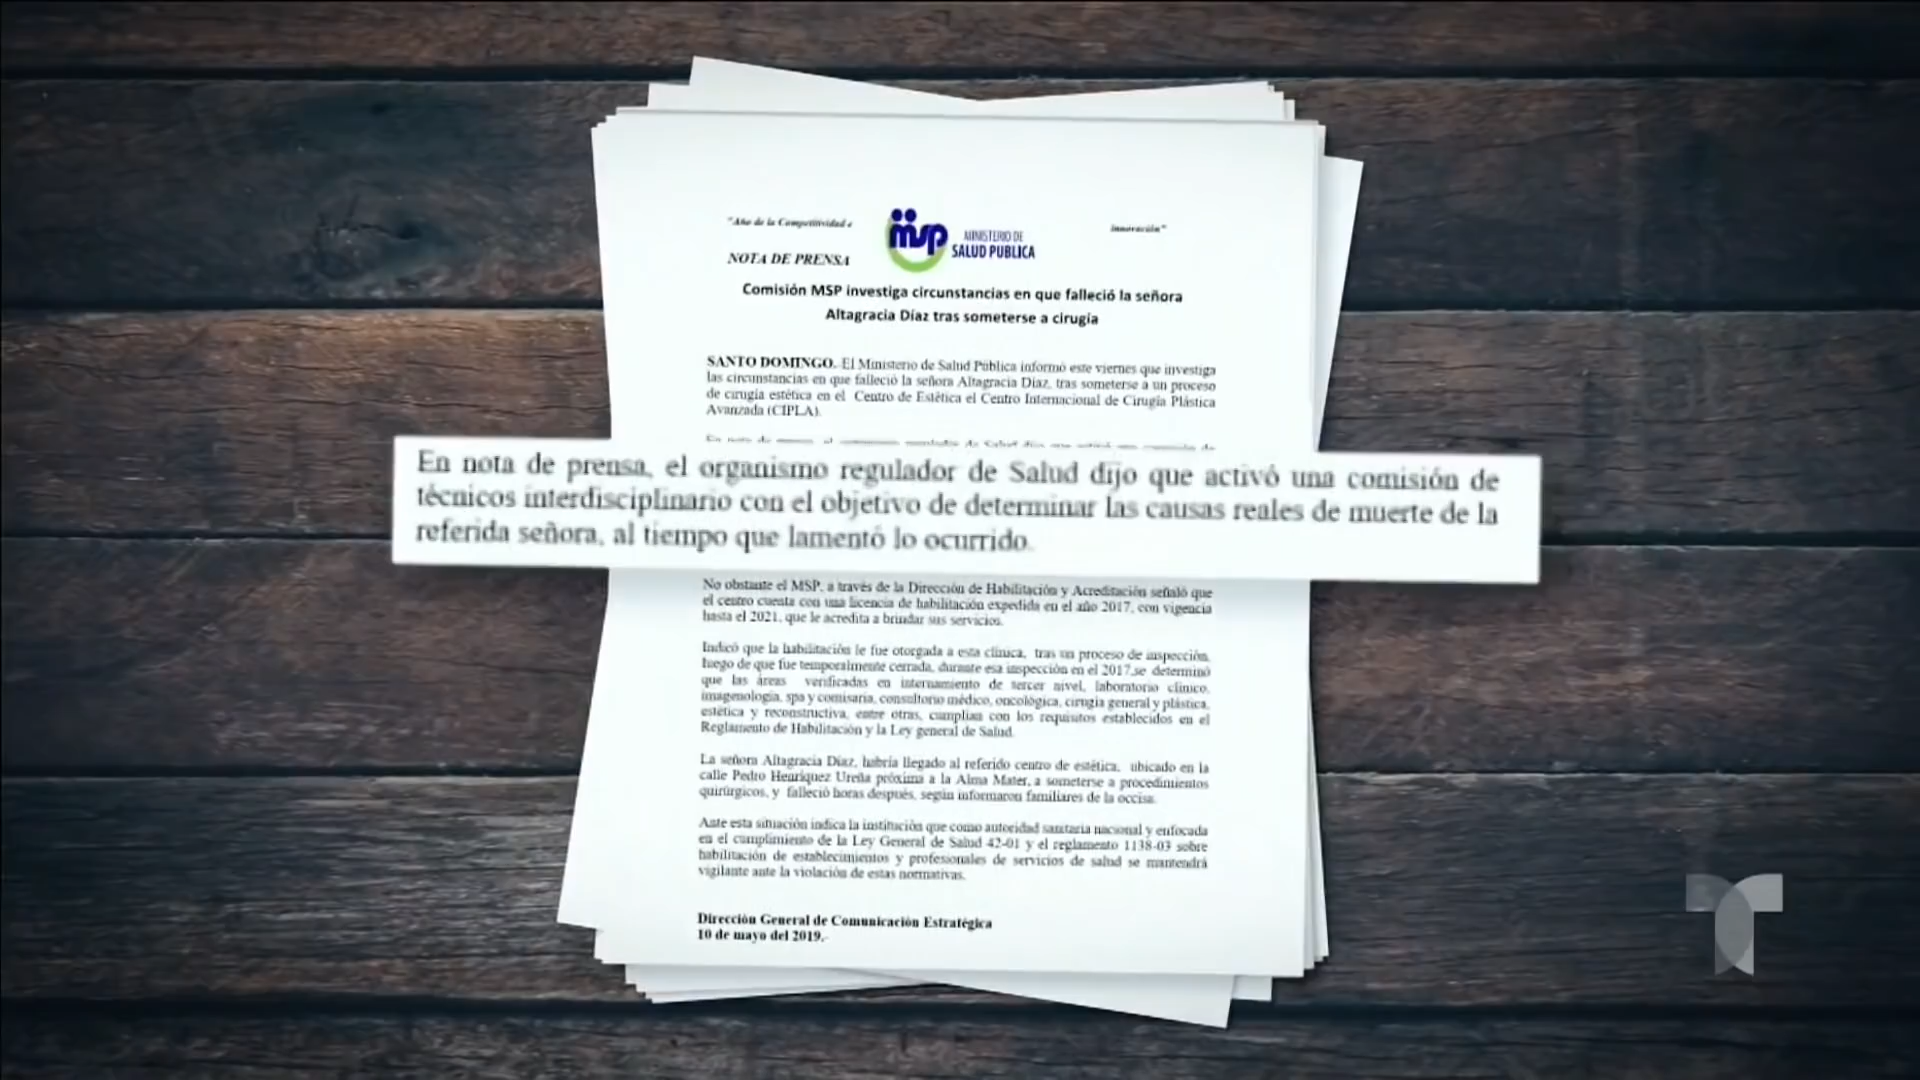 "Año de la Competitividad e
innovación"
msp
MINISTERIO DE
SALUD PÚBLICA
NOTA DE PRENSA
Comisión MSP investiga circunstancias en que falleció la señora
Altagracia Díaz tras someterse a cirugía
SANTO DOMINGO. El Ministerio de Salud Pública informó este viernes que investiga
las circunstancias en que falleció la señora Altagracia Díaz, tras someterse a un proceso
de cirugía estética en el Centro de Estética el Centro Internacional de Cirugía Plástica
Avanzada (CIPLA).
En nota de prensa, el organismo regulador de Salud dijo que activó una comisión de
técnicos interdisciplinario con el objetivo de determinar las causas reales de muerte de la
referida señora, al tiempo que lamentó lo ocurrido.
No obstante el MSP, a través de la Dirección de Habilitación y Acreditación señaló que
el centro cuenta con una licencia de habilitación expedida en el año 2017, con vigencia
hasta el 2021, que le acredita a brindar sus servicios.
Indicó que la habilitación le fue otorgada a esta clínica, tras un proceso de inspección,
luego de que fue temporalmente cerrada, durante esa inspección en el 2017,se determinó
que las áreas verificadas en internamiento de tercer nivel, laboratorio clínico,
imagenología, spa y comisaria, consultorio médico, oncológica, cirugía general y plástica,
estética y reconstructiva, entre otras, cumplían con los requisitos establecidos en el
Reglamento de Habilitación y la Ley general de Salud.
La señora Altagracia Díaz, habría llegado al referido centro de estética, ubicado en la
calle Pedro Henríquez Ureña próxima a la Alma Mater, a someterse a procedimientos
quirúrgicos, y falleció horas después, según informaron familiares de la occisa.
Ante esta situación indica la institución que como autoridad sanitaria nacional y enfocada
en el cumplimiento de la Ley General de Salud 42-01 y el reglamento 1138-03 sobre
habilitación de establecimientos y profesionales de servicios de salud se mantendrá
vigilante ante la violación de estas normativas.
Dirección General de Comunicación Estratégica
10 de mayo del 2019.-